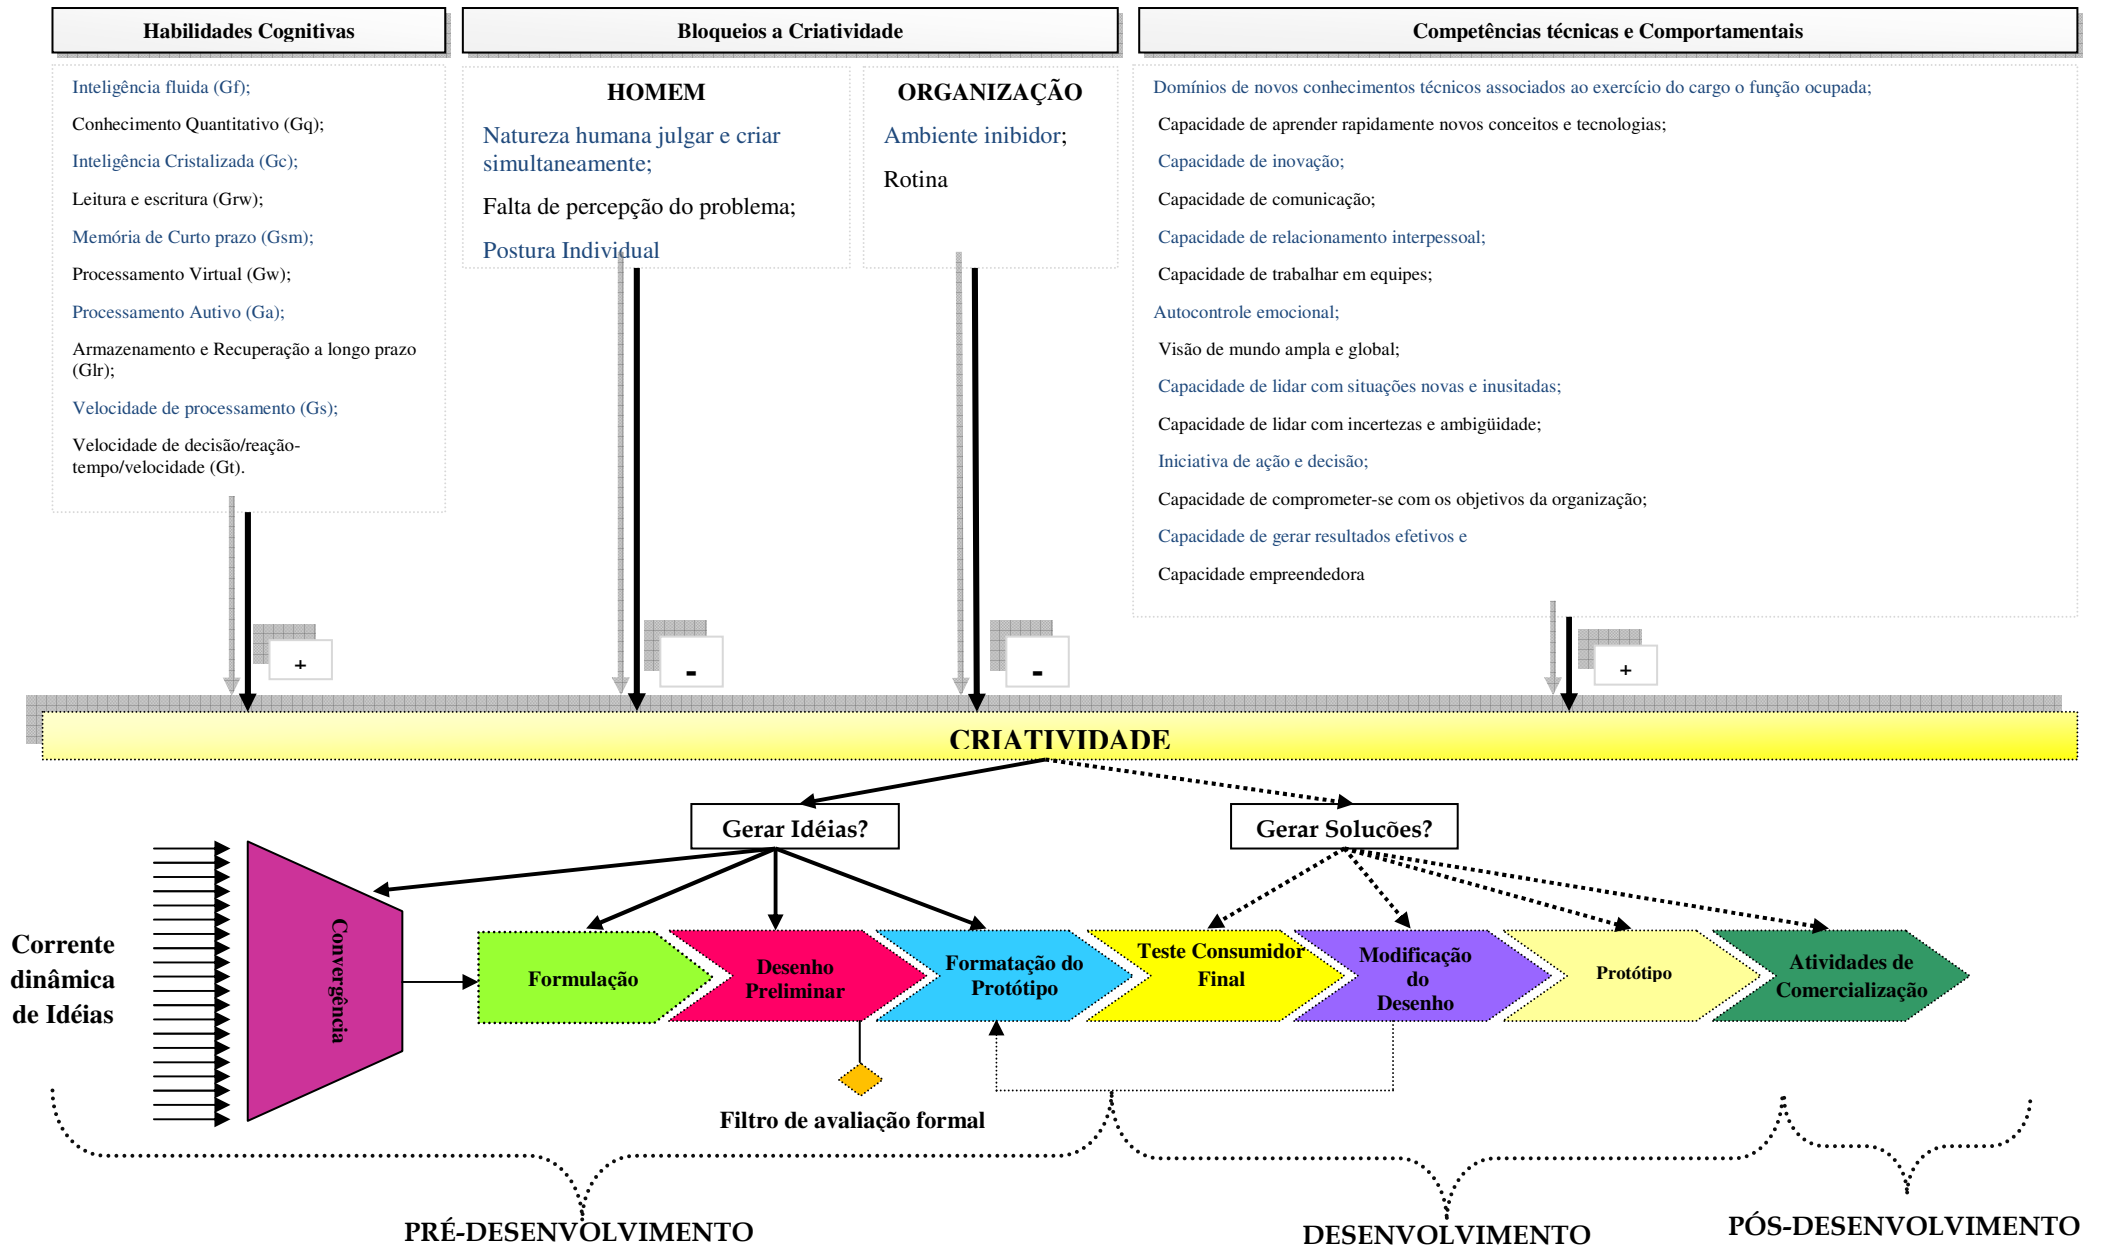 Habilidades Cognitivas
Bloqueios a Criatividade
Competências técnicas e Comportamentais
Inteligência fluida (Gf);
Conhecimento Quantitativo (Gq);
Inteligência Cristalizada (Gc);
Leitura e escritura (Grw);
Memória de Curto prazo (Gsm);
Processamento Virtual (Gw);
Processamento Autivo (Ga);
Armazenamento e Recuperação a longo prazo
(Glr);
Velocidade de processamento (Gs);
Velocidade de decisão/reação-
tempo/velocidade (Gt).
HOMEM
Natureza humana julgar e criar
simultaneamente;
Falta de percepção do problema;
Postura Individual
ORGANIZAÇÃO
Ambiente inibidor;
Rotina
Domínios de novos conhecimentos técnicos associados ao exercício do cargo o função ocupada;
Capacidade de aprender rapidamente novos conceitos e tecnologias;
Capacidade de inovação;
Capacidade de comunicação;
Capacidade de relacionamento interpessoal;
Capacidade de trabalhar em equipes;
Autocontrole emocional;
Visão de mundo ampla e global;
Capacidade de lidar com situações novas e inusitadas;
Capacidade de lidar com incertezas e ambigüidade;
Iniciativa de ação e decisão;
Capacidade de comprometer-se com os objetivos da organização;
Capacidade de gerar resultados efetivos e
Capacidade empreendedora
+
-
-
+
CRIATIVIDADE
Gerar Idéias?
Gerar Solucões?
Corrente
dinâmica
de Idéias
Convergência
Formulação
Desenho
Preliminar
Formatação do
Protótipo
Teste Consumidor
Final
Modificação
do
Desenho
Protótipo
Atividades de
Comercialização
Filtro de avaliação formal
PRÉ-DESENVOLVIMENTO
DESENVOLVIMENTO
PÓS-DESENVOLVIMENTO